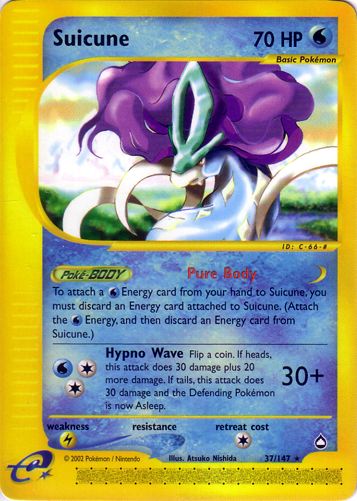 Suicune 70 HP
Basic Pokémon
ID: C-66-#
Poké-BODY Pure Body
To attach a Energy card from your hand to Suicune, you
must discard an Energy card attached to Suicune. (Attach
the Energy, and then discard an Energy card from
Suicune.)
Hypno Wave Flip a coin. If heads,
this attack does 30 damage plus 20
more damage. If tails, this attack does
30 damage and the Defending Pokémon
is now Asleep.
30+
weakness resistance retreat cost
Illus. Atsuko Nishida 37/147 ★
©2002 Pokémon / Nintendo
e